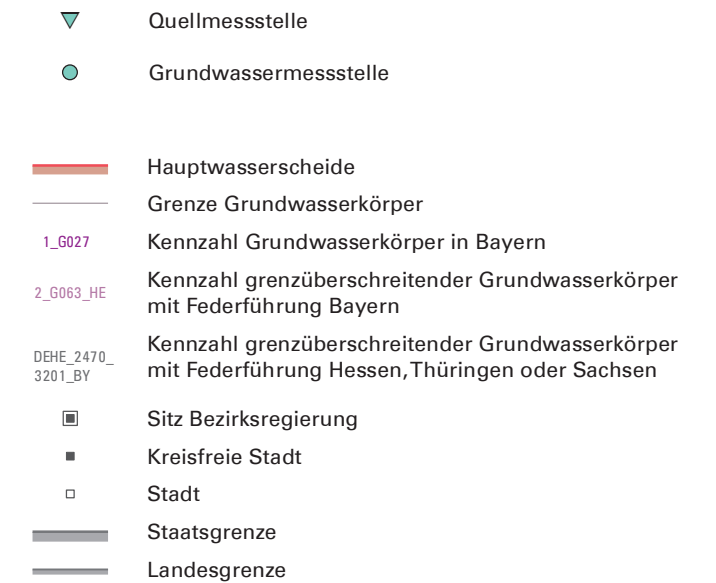 Quellmessstelle
Grundwassermessstelle
Hauptwasserscheide
Grenze Grundwasserkörper
1_G027 Kennzahl Grundwasserkörper in Bayern
2_G063_HE Kennzahl grenzüberschreitender Grundwasserkörper
mit Federführung Bayern
DEHE_2470_ Kennzahl grenzüberschreitender Grundwasserkörper
3201_BY mit Federführung Hessen, Thüringen oder Sachsen
Sitz Bezirksregierung
Kreisfreie Stadt
Stadt
Staatsgrenze
Landesgrenze